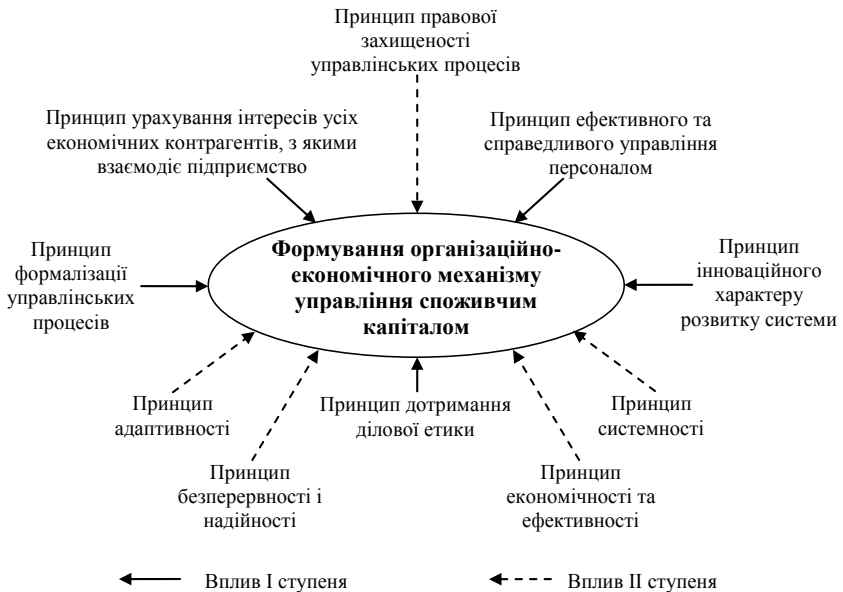 Принцип правової
захищеності
управлінських процесів
Принцип урахування інтересів усіх
економічних контрагентів, з якими
взаємодіє підприємство
Принцип ефективного та
справедливого управління
персоналом
Принцип
формалізації
управлінських
процесів
Формування організаційно-
економічного механізму
управління споживчим
капіталом
Принцип
інноваційного
характеру
розвитку системи
Принцип
адаптивності
Принцип дотримання
ділової етики
Принцип
системності
Принцип
безперервності і
надійності
Принцип
економічності та
ефективності
Вплив І ступеня
Вплив ІІ ступеня